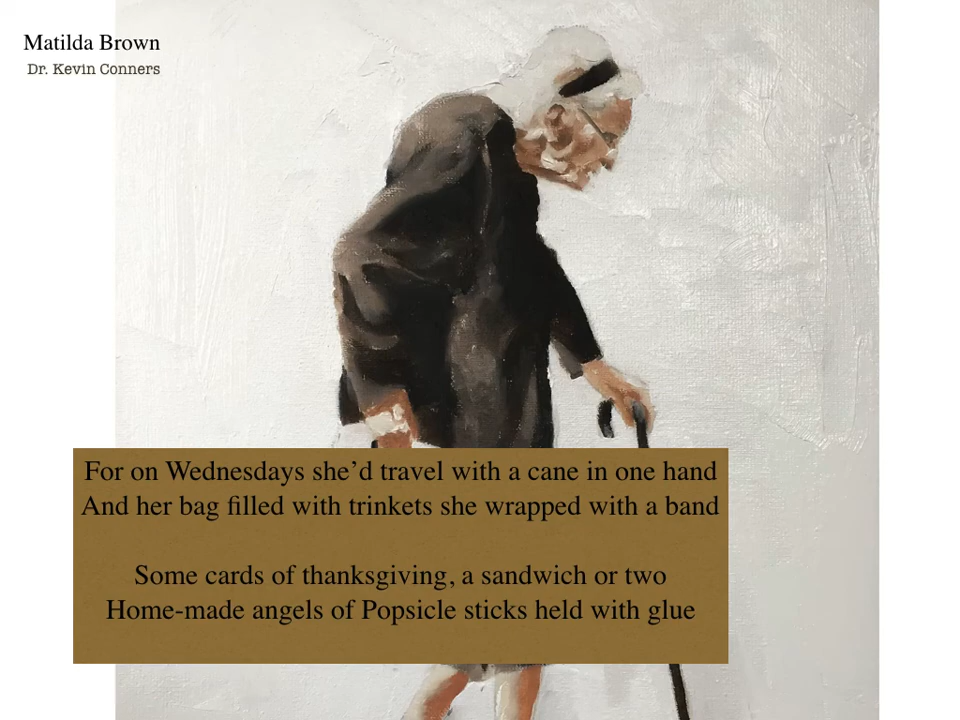 Matilda Brown
Dr. Kevin Conners
For on Wednesdays she’d travel with a cane in one hand
And her bag filled with trinkets she wrapped with a band
Some cards of thanksgiving, a sandwich or two
Home-made angels of Popsicle sticks held with glue